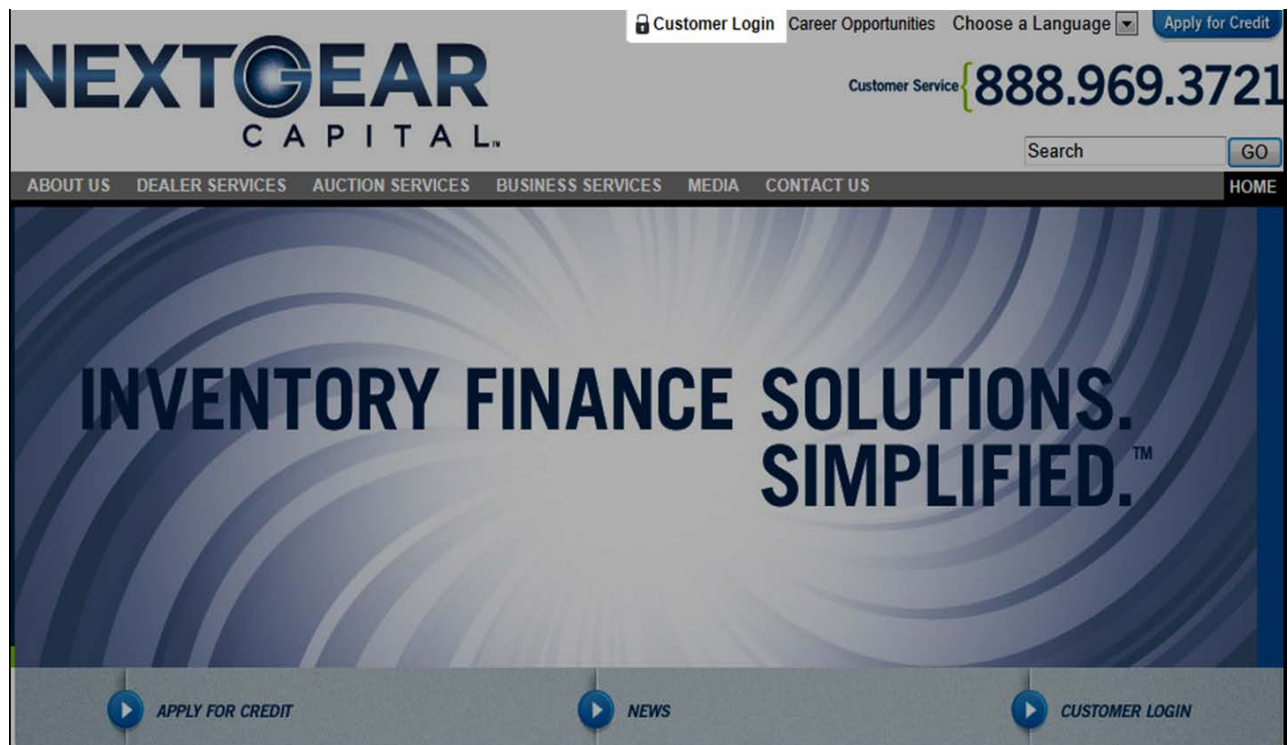 Customer Login Career Opportunities Choose a Language Apply for Credit
NEXTGEAR
CAPITAL™
Customer Service {888.969.3721
Search GO
ABOUT US DEALER SERVICES AUCTION SERVICES BUSINESS SERVICES MEDIA CONTACT US HOME
INVENTORY FINANCE SOLUTIONS.
SIMPLIFIED.™
APPLY FOR CREDIT NEWS CUSTOMER LOGIN